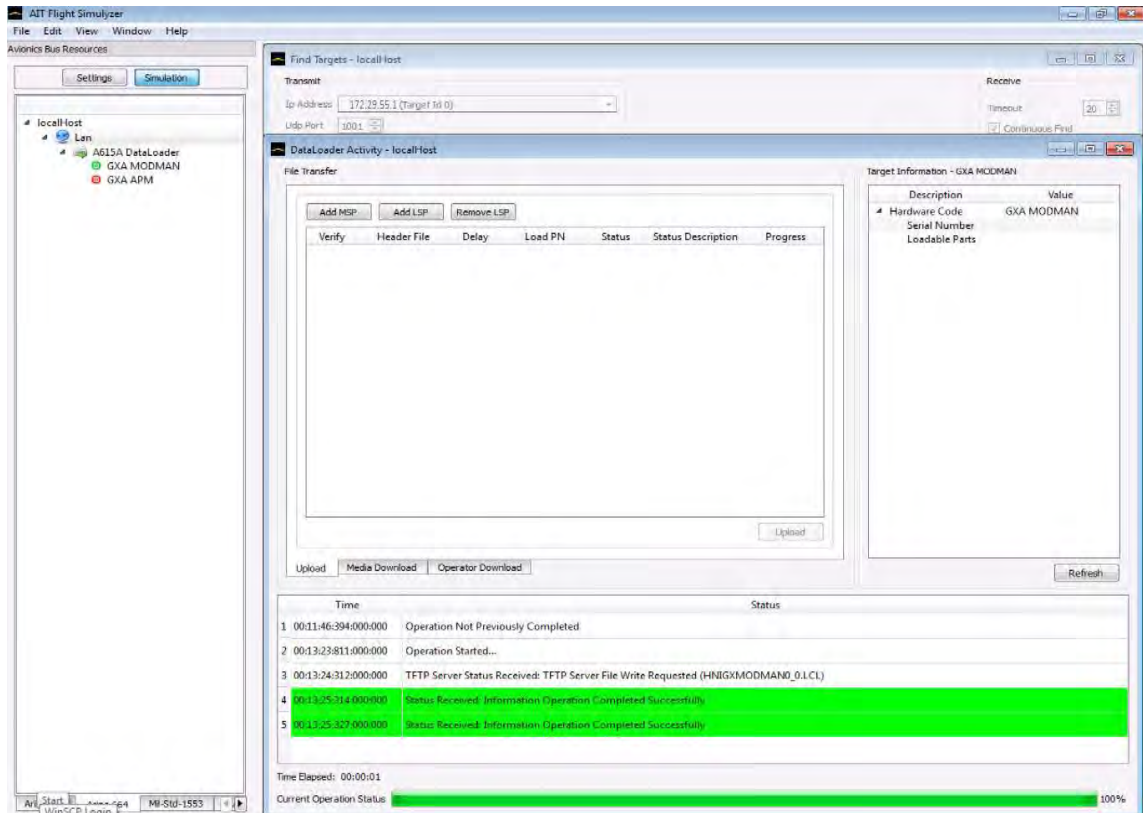 AIT Flight Simulyzer
File Edit View Window Help
Avionics Bus Resources
Settings Simulation
localHost
Lan
A615A DataLoader
GXA MODMAN
GXA APM
Find Targets - localHost
Transmit
Receive
Ip Address 172.29.55.1 (Target Id 0)
Timeout 20
Udp Port 1001
Continuous Find
DataLoader Activity - localHost
File Transfer
Add MSP Add LSP Remove LSP
Verify Header File Delay Load PN Status Status Description Progress
Upload
Upload Media Download Operator Download
Target Information - GXA MODMAN
Description Value
Hardware Code GXA MODMAN
Serial Number
Loadable Parts
Refresh
Time Status
1 00:11:46:394:000:000 Operation Not Previously Completed
2 00:13:23:811:000:000 Operation Started...
3 00:13:24:312:000:000 TFTP Server Status Received: TFTP Server File Write Requested (HNIGXMODMAN0_0.LCL)
4 00:13:25:314:000:000 Status Received: Information Operation Completed Successfully
5 00:13:25:327:000:000 Status Received: Information Operation Completed Successfully
Time Elapsed: 00:00:01
Current Operation Status 100%
Start Mil-Std-1553
WinSCP Login